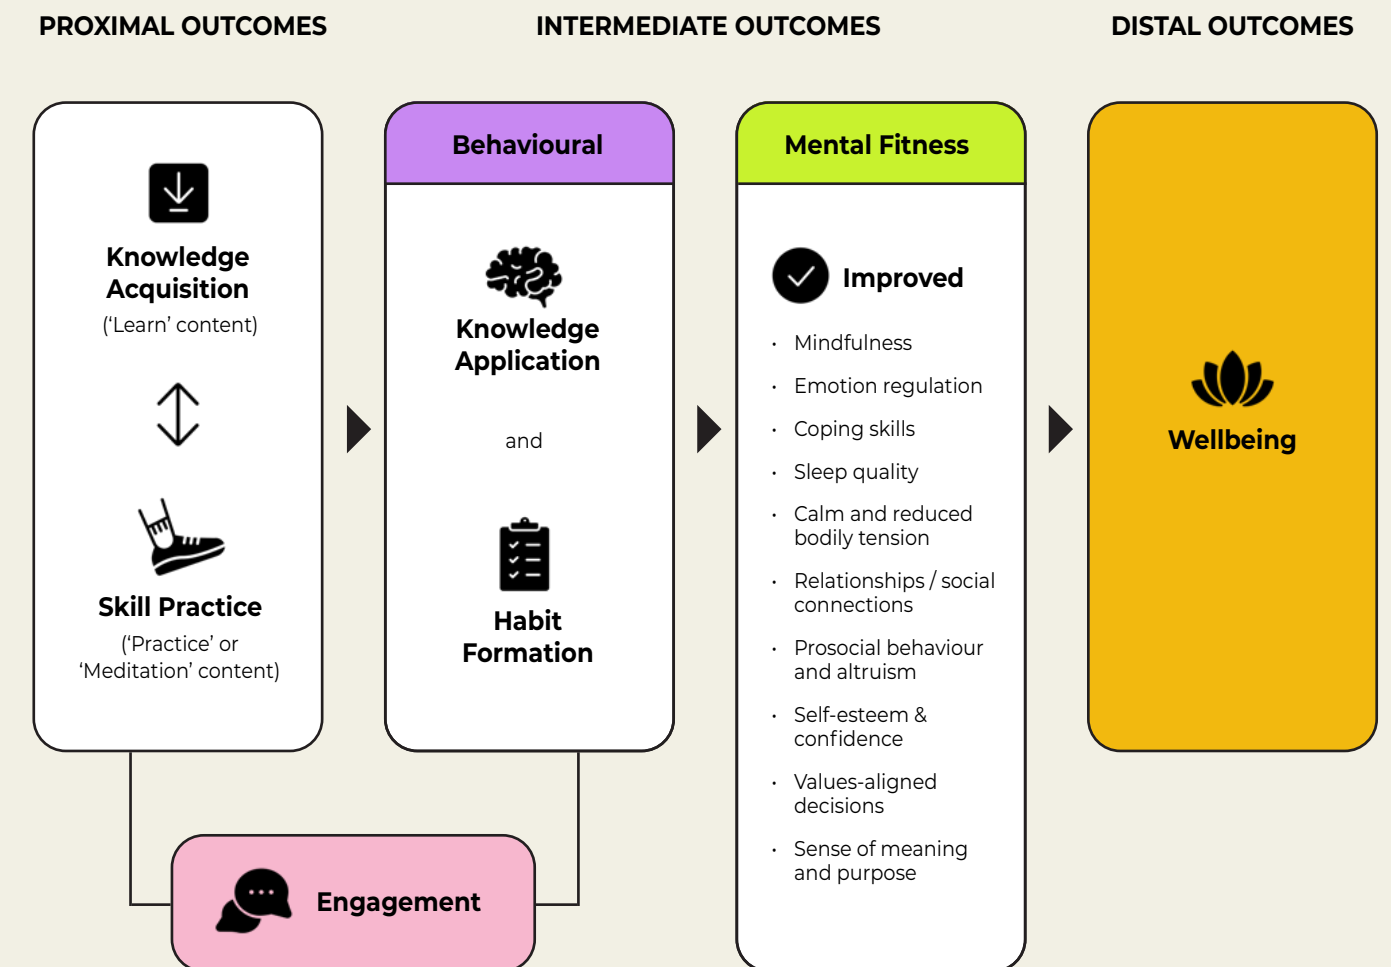 PROXIMAL OUTCOMES
INTERMEDIATE OUTCOMES
DISTAL OUTCOMES
Knowledge
Acquisition
(‘Learn’ content)
Skill Practice
(‘Practice’ or
‘Meditation’ content)
Behavioural
Knowledge
Application
and
Habit
Formation
Engagement
Mental Fitness
Improved
• Mindfulness
• Emotion regulation
• Coping skills
• Sleep quality
• Calm and reduced
bodily tension
• Relationships / social
connections
• Prosocial behaviour
and altruism
• Self-esteem &
confidence
• Values-aligned
decisions
• Sense of meaning
and purpose
Wellbeing